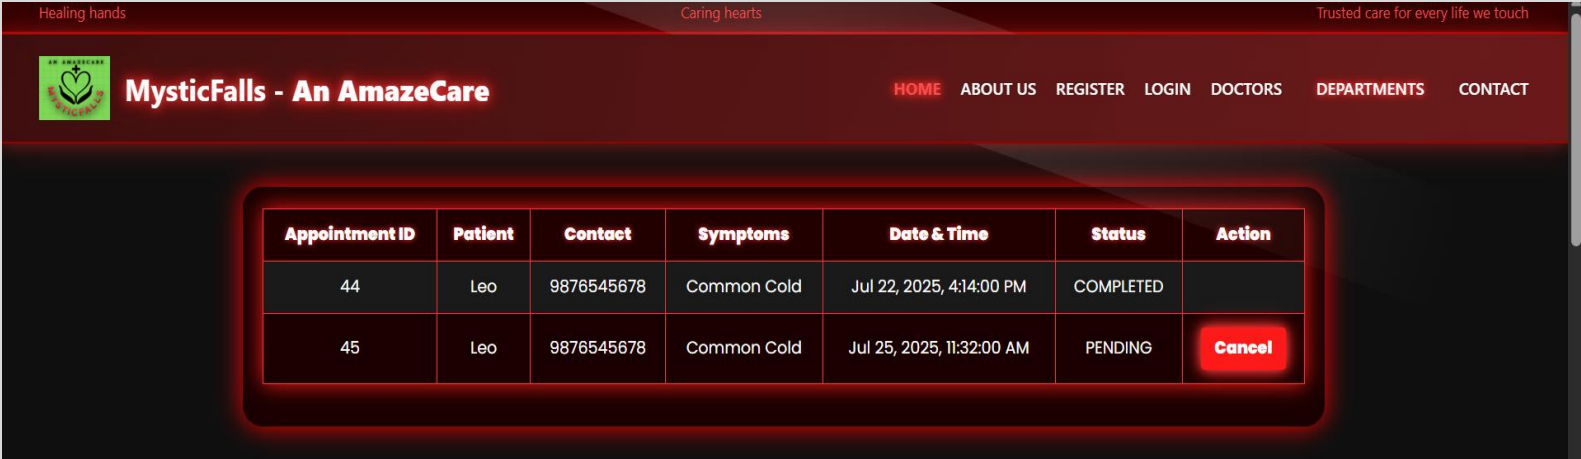 Healing hands Caring hearts Trusted care for every life we touch
AN AMAZECARE
MYSTICFALLS
MysticFalls - An AmazeCare HOME ABOUT US REGISTER LOGIN DOCTORS DEPARTMENTS CONTACT
Appointment ID Patient Contact Symptoms Date & Time Status Action
44 Leo 9876545678 Common Cold Jul 22, 2025, 4:14:00 PM COMPLETED
45 Leo 9876545678 Common Cold Jul 25, 2025, 11:32:00 AM PENDING Cancel